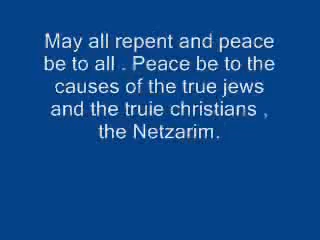 May all repent and peace
be to all . Peace be to the
causes of the true jews
and the truie christians ,
the Netzarim.